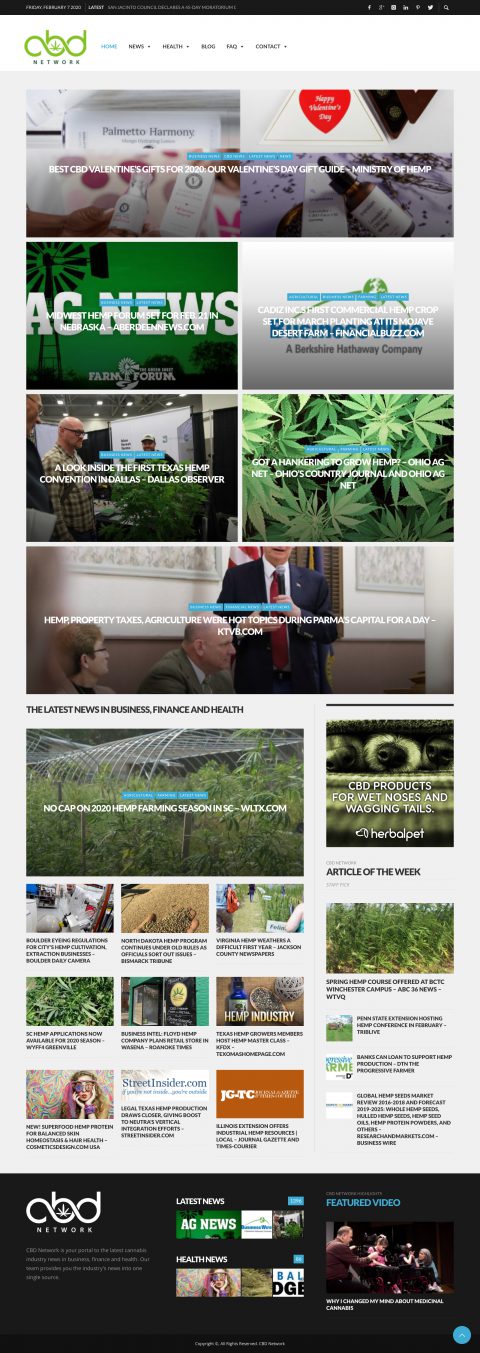 FRIDAY, FEBRUARY 7 2020
LATEST SAN JACINTO COUNCIL DECLARES A 45-DAY MORATORIUM
cbd
NETWORK
HOME NEWS HEALTH BLOG FAQ CONTACT
Palmetto Harmony
Happy
Valentine's
Day!
BUSINESS NEWS CBD NEWS LATEST NEWS NEWS
BEST CBD VALENTINE'S GIFTS FOR 2020: OUR VALENTINE'S DAY GIFT GUIDE – MINISTRY OF HEMP
AG NEWS
BUSINESS NEWS LATEST NEWS
MIDWEST HEMP FORUM SET FOR FEB. 21 IN
NEBRASKA – ABERDEENNEWS.COM
THE GREEN SHEET
FARM FORUM
AGRICULTURAL BUSINESS NEWS FARMING LATEST NEWS
CADIZ INC.'S FIRST COMMERCIAL HEMP CROP
SET FOR MARCH PLANTING AT ITS MOJAVE
DESERT FARM – FINANCIALBUZZ.COM
A Berkshire Hathaway Company
BUSINESS NEWS LATEST NEWS
A LOOK INSIDE THE FIRST TEXAS HEMP
CONVENTION IN DALLAS – DALLAS OBSERVER
AGRICULTURAL FARMING LATEST NEWS
GOT A HANKERING TO GROW HEMP? – OHIO AG
NET – OHIO'S COUNTRY JOURNAL AND OHIO AG
NET
BUSINESS NEWS FINANCIAL NEWS LATEST NEWS
HEMP, PROPERTY TAXES, AGRICULTURE WERE HOT TOPICS DURING PARMA'S CAPITAL FOR A DAY –
KTVB.COM
THE LATEST NEWS IN BUSINESS, FINANCE AND HEALTH
AGRICULTURAL FARMING LATEST NEWS
NO CAP ON 2020 HEMP FARMING SEASON IN SC – WLTX.COM
BOULDER EYEING REGULATIONS
FOR CITY'S HEMP CULTIVATION,
EXTRACTION BUSINESSES –
BOULDER DAILY CAMERA
NORTH DAKOTA HEMP PROGRAM
CONTINUES UNDER OLD RULES AS
OFFICIALS SORT OUT ISSUES –
BISMARCK TRIBUNE
VIRGINIA HEMP WEATHERS A
DIFFICULT FIRST YEAR – JACKSON
COUNTY NEWSPAPERS
SC HEMP APPLICATIONS NOW
AVAILABLE FOR 2020 SEASON –
WYFF4 GREENVILLE
BUSINESS INTEL: FLOYD HEMP
COMPANY PLANS RETAIL STORE IN
WASENA – ROANOKE TIMES
HEMP INDUSTRY
TEXAS HEMP GROWERS MEMBERS
HOST HEMP MASTER CLASS –
KFDX –
TEXOMASHOMEPAGE.COM
NEW! SUPERFOOD HEMP PROTEIN
FOR BALANCED SKIN
HOMEOSTASIS & HAIR HEALTH –
COSMETICSDESIGN.COM USA
StreetInsider.com
if you're not inside...you're outside
LEGAL TEXAS HEMP PRODUCTION
DRAWS CLOSER, GIVING BOOST
TO NEUTRA'S VERTICAL
INTEGRATION EFFORTS –
STREETINSIDER.COM
JG-TC
ILLINOIS EXTENSION OFFERS
INDUSTRIAL HEMP RESOURCES |
LOCAL – JOURNAL GAZETTE AND
TIMES-COURIER
CBD PRODUCTS
FOR WET NOSES AND
WAGGING TAILS.
herbalpet
CBD NETWORK
ARTICLE OF THE WEEK
STAFF PICK
SPRING HEMP COURSE OFFERED AT BCTC
WINCHESTER CAMPUS – ABC 36 NEWS –
WTVQ
PENN STATE EXTENSION HOSTING
HEMP CONFERENCE IN FEBRUARY –
TRIBLIVE
BANKS CAN LOAN TO SUPPORT HEMP
PRODUCTION – DTN THE
PROGRESSIVE FARMER
GLOBAL HEMP SEEDS MARKET
REVIEW 2016-2018 AND FORECAST
2019-2025: WHOLE HEMP SEEDS,
HULLED HEMP SEEDS, HEMP SEED
OILS, HEMP PROTEIN POWDERS, AND
OTHERS –
RESEARCHANDMARKETS.COM –
BUSINESS WIRE
cbd
NETWORK
CBD Network is your portal to the latest cannabis
industry news in business, finance and health. Our
team provides you the industry's news into one
single source.
LATEST NEWS
AG NEWS
HEALTH NEWS
CBD NETWORK HIGHLIGHTS
FEATURED VIDEO
WHY I CHANGED MY MIND ABOUT MEDICINAL
CANNABIS
Copyright ©, All Rights Reserved. CBD Network